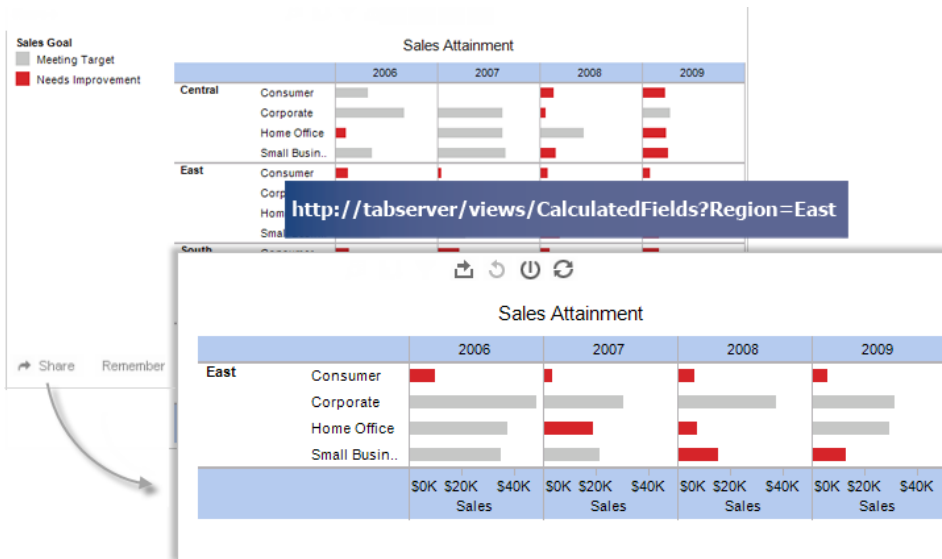 Sales Goal
Meeting Target
Needs Improvement
Sales Attainment
2006 2007 2008 2009
Central Consumer
Corporate
Home Office
Small Busin..
East Consumer
http://tabserver/views/CalculatedFields?Region=East
South
Share Remember
Sales Attainment
2006 2007 2008 2009
East Consumer
Corporate
Home Office
Small Busin..
$0K $20K $40K $0K $20K $40K $0K $20K $40K $0K $20K $40K
Sales Sales Sales Sales